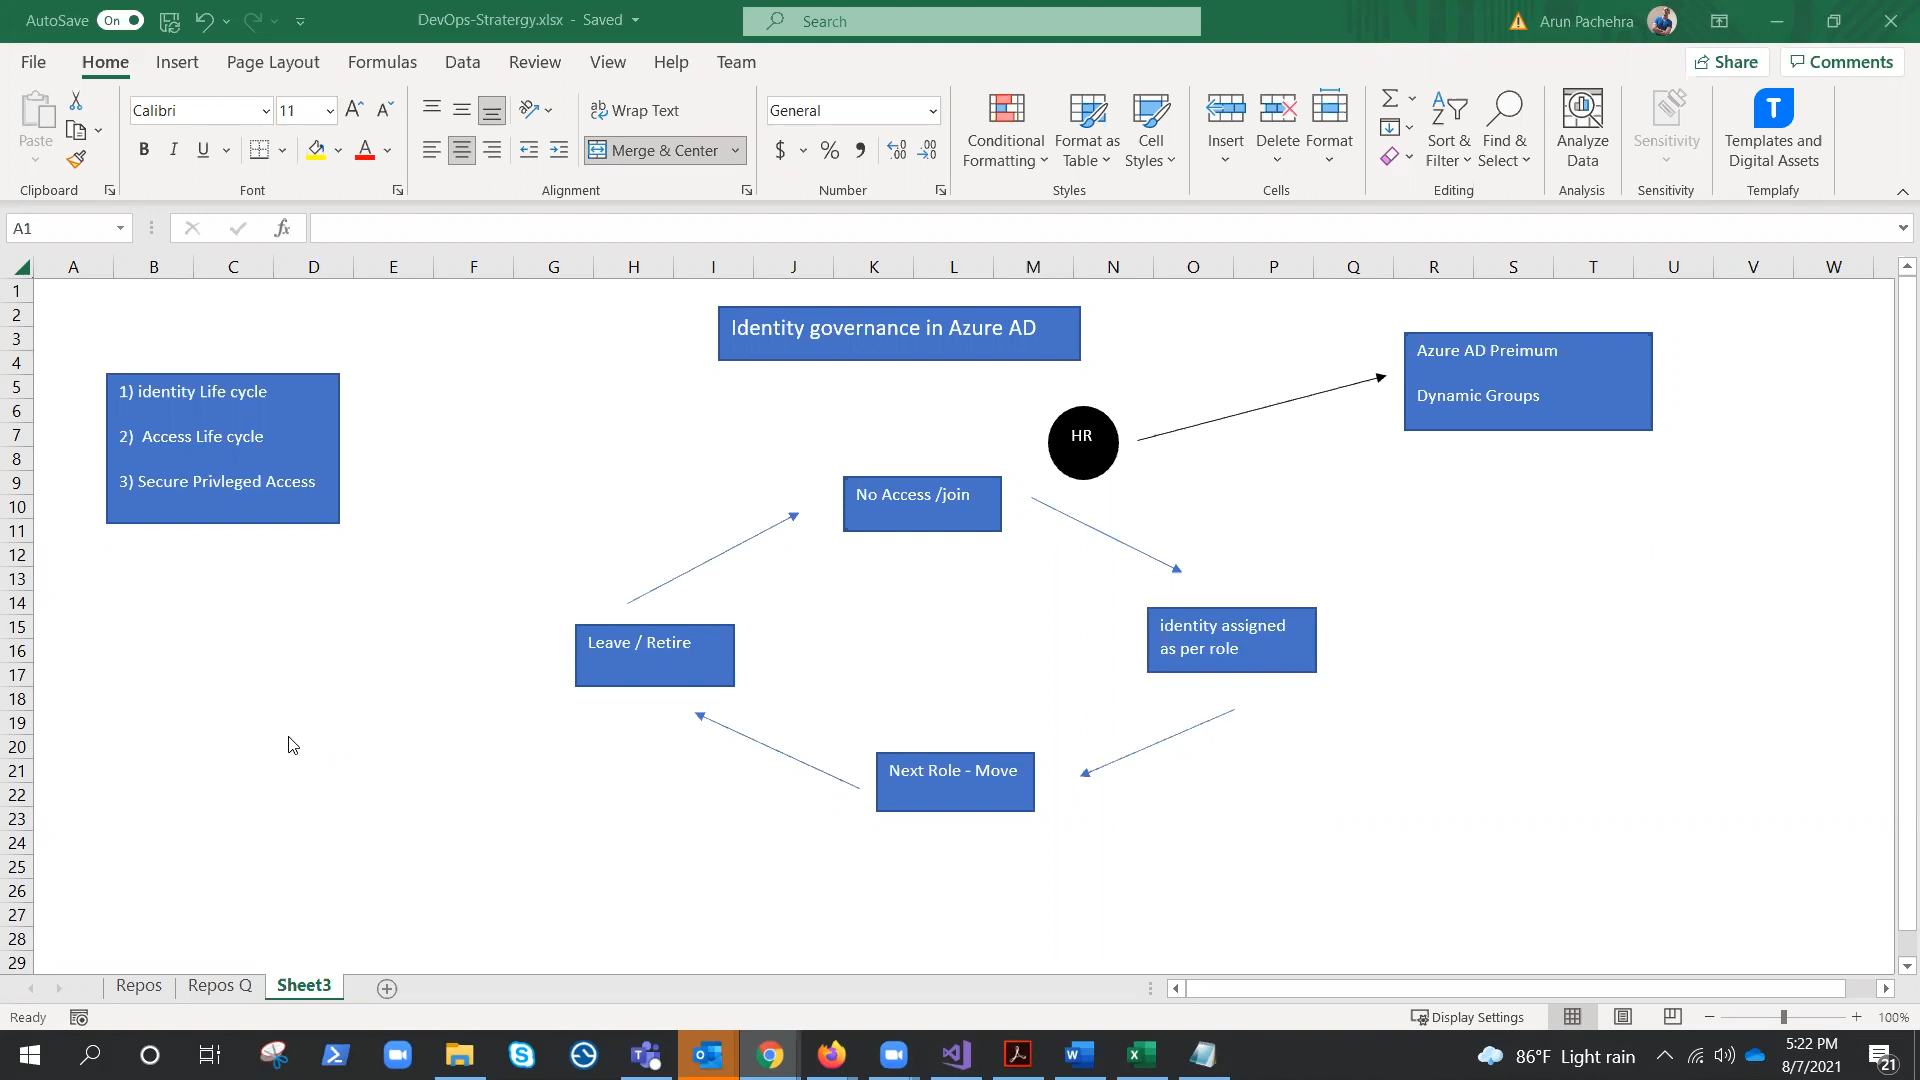 AutoSave On DevOps-Stratergy.xlsx - Saved Search Arun Pachehra
File Home Insert Page Layout Formulas Data Review View Help Team Share Comments
Calibri 11 Wrap Text General
Paste Merge & Center Conditional Formatting Format as Table Cell Styles Insert Delete Format Sort & Filter Find & Select Analyze Data Sensitivity Templates and Digital Assets
Clipboard Font Alignment Number Styles Cells Editing Analysis Sensitivity Templafy
A1 fx
A B C D E F G H I J K L M N O P Q R S T U V W
1
2
3
4
5
6
7
8
9
10
11
12
13
14
15
16
17
18
19
20
21
22
23
24
25
26
27
28
29
Identity governance in Azure AD
Azure AD Preimum
Dynamic Groups
1) identity Life cycle
2) Access Life cycle
3) Secure Privleged Access
HR
No Access /join
identity assigned
as per role
Leave / Retire
Next Role - Move
Repos Repos Q Sheet3
Ready Display Settings 100%
86°F Light rain 5:22 PM
8/7/2021 21